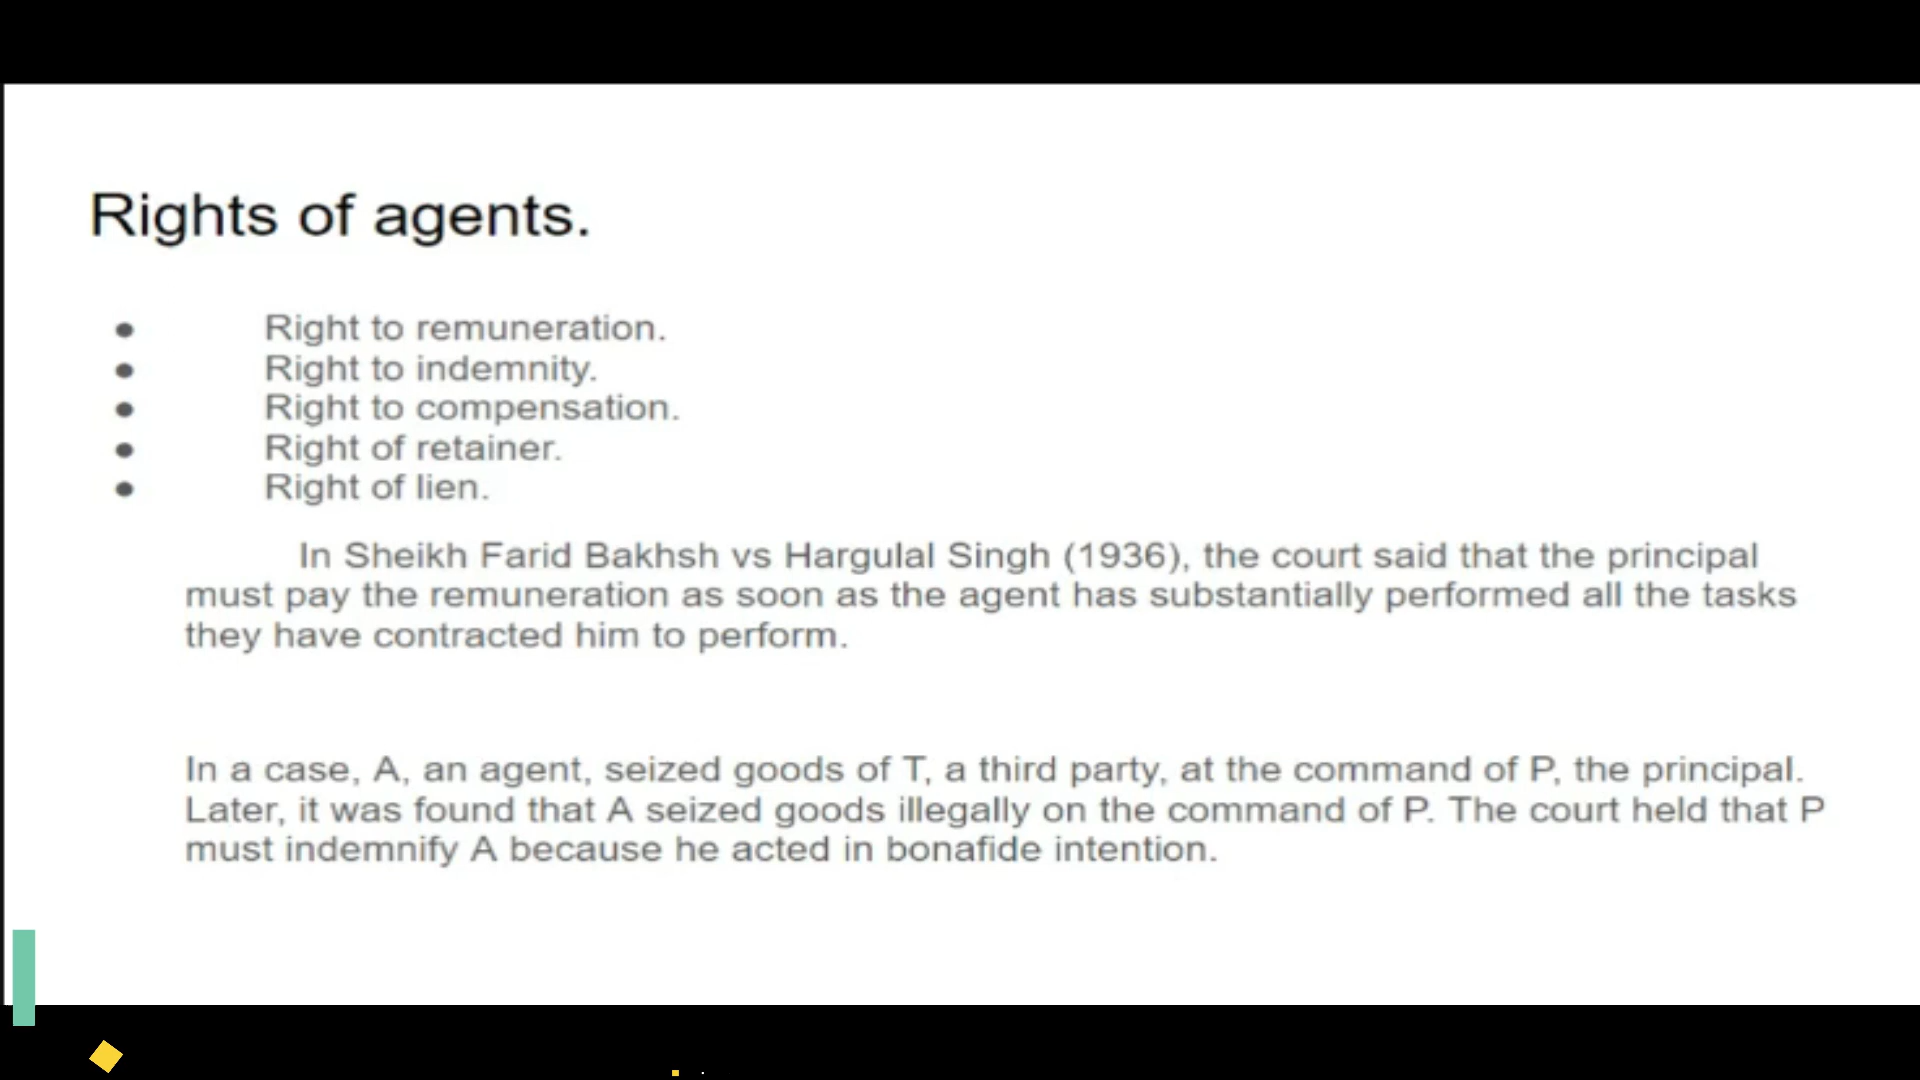 Rights of agents.
● Right to remuneration.
● Right to indemnity.
● Right to compensation.
● Right of retainer.
● Right of lien.
In Sheikh Farid Bakhsh vs Hargulal Singh (1936), the court said that the principal
must pay the remuneration as soon as the agent has substantially performed all the tasks
they have contracted him to perform.
In a case, A, an agent, seized goods of T, a third party, at the command of P, the principal.
Later, it was found that A seized goods illegally on the command of P. The court held that P
must indemnify A because he acted in bonafide intention.